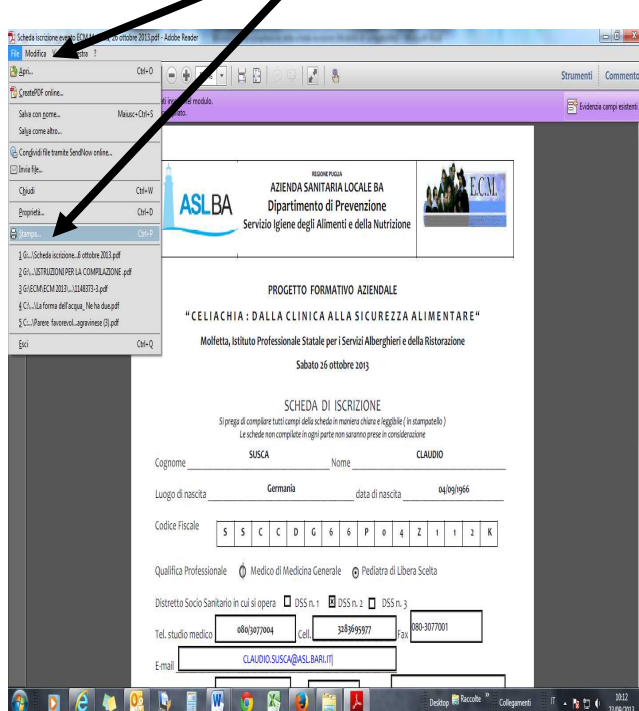 Scheda iscrizione evento ECM 26 ottobre 2013.pdf - Adobe Reader
File Modifica ?
Apri... Ctrl+O
CreatePDF online...
Salva con nome... Maiusc+Ctrl+S
Salva come altro...
Condividi file tramite SendNow online...
Invia file...
Chiudi Ctrl+W
Proprietà... Ctrl+D
Stampa... Ctrl+P
1 G:...\Scheda iscrizione...6 ottobre 2013.pdf
2 G:\...\ISTRUZIONI PER LA COMPILAZIONE .pdf
3 G:\ECM\ECM 2013\...\1148373-3.pdf
4 C:\...\La forma dell'acqua_ Ne ha due.pdf
5 C:...\Parere favorevol...agravinese (3).pdf
Esci Ctrl+Q
Strumenti Commento
modulo.
Evidenzia campi esistenti
ASLBA
REGIONE PUGLIA
AZIENDA SANITARIA LOCALE BA
Dipartimento di Prevenzione
Servizio Igiene degli Alimenti e della Nutrizione
E.C.M.
PROGETTO FORMATIVO AZIENDALE
"CELIACHIA: DALLA CLINICA ALLA SICUREZZA ALIMENTARE"
Molfetta, Istituto Professionale Statale per i Servizi Alberghieri e della Ristorazione
Sabato 26 ottobre 2013
SCHEDA DI ISCRIZIONE
Si prega di compilare tutti campi della scheda in maniera chiara e leggibile ( in stampatello )
Le schede non compilate in ogni parte non saranno prese in considerazione
Cognome SUSCA Nome CLAUDIO
Luogo di nascita Germania data di nascita 04/09/1966
Codice Fiscale S S C C D G 6 6 P 0 4 Z 1 1 2 K
Qualifica Professionale Medico di Medicina Generale Pediatra di Libera Scelta
Distretto Socio Sanitario in cui si opera DSS n. 1 DSS n. 2 DSS n. 3
Tel. studio medico 080/3077004 Cell. 3283695977 Fax 080-3077001
E-mail CLAUDIO.SUSCA@ASL.BARI.IT
Desktop Raccolte » Collegamenti IT 10:12
13/09/2013